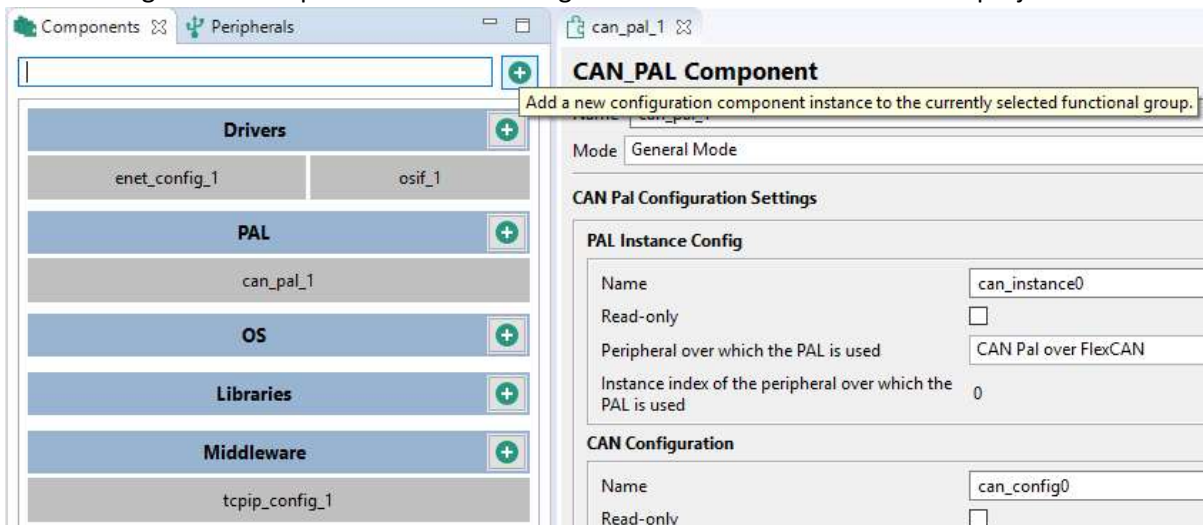 Components
Peripherals
can_pal_1
CAN_PAL Component
Add a new configuration component instance to the currently selected functional group.
Drivers
Mode General Mode
enet_config_1 osif_1
CAN Pal Configuration Settings
PAL
PAL Instance Config
can_pal_1
Name can_instance0
Read-only
OS
Peripheral over which the PAL is used CAN Pal over FlexCAN
Instance index of the peripheral over which the
PAL is used 0
Libraries
CAN Configuration
Middleware
Name can_config0
tcpip_config_1
Read-only